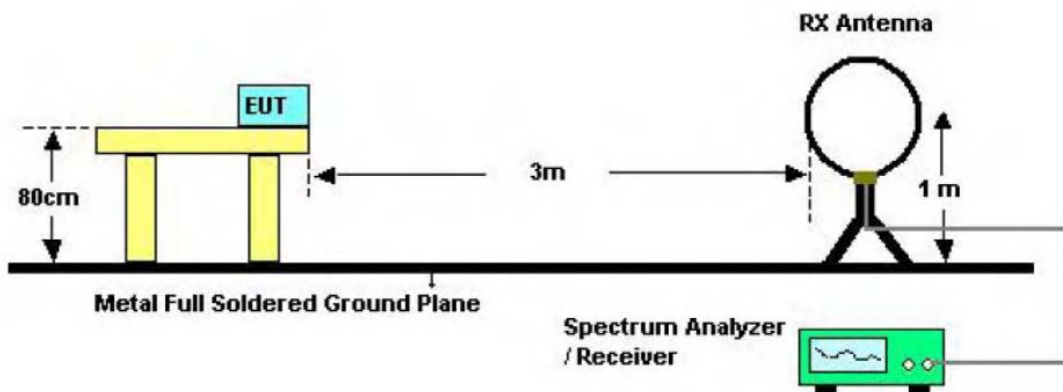 RX Antenna
EUT
80cm
3m
1 m
Metal Full Soldered Ground Plane
Spectrum Analyzer
/ Receiver